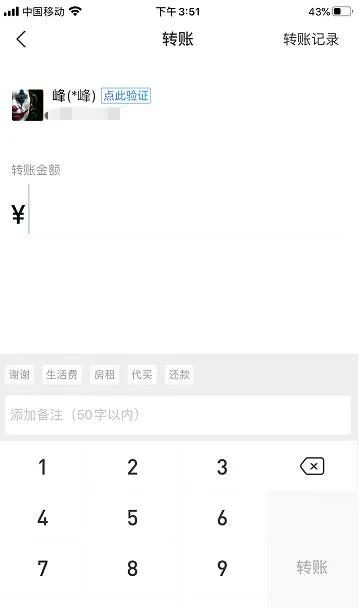 中国移动 下午3:51 43%
转账 转账记录
峰(*峰) 点此验证
转账金额
¥
谢谢 生活费 房租 代买 还款
添加备注（50字以内）
1 2 3
4 5 6
7 8 9 转账